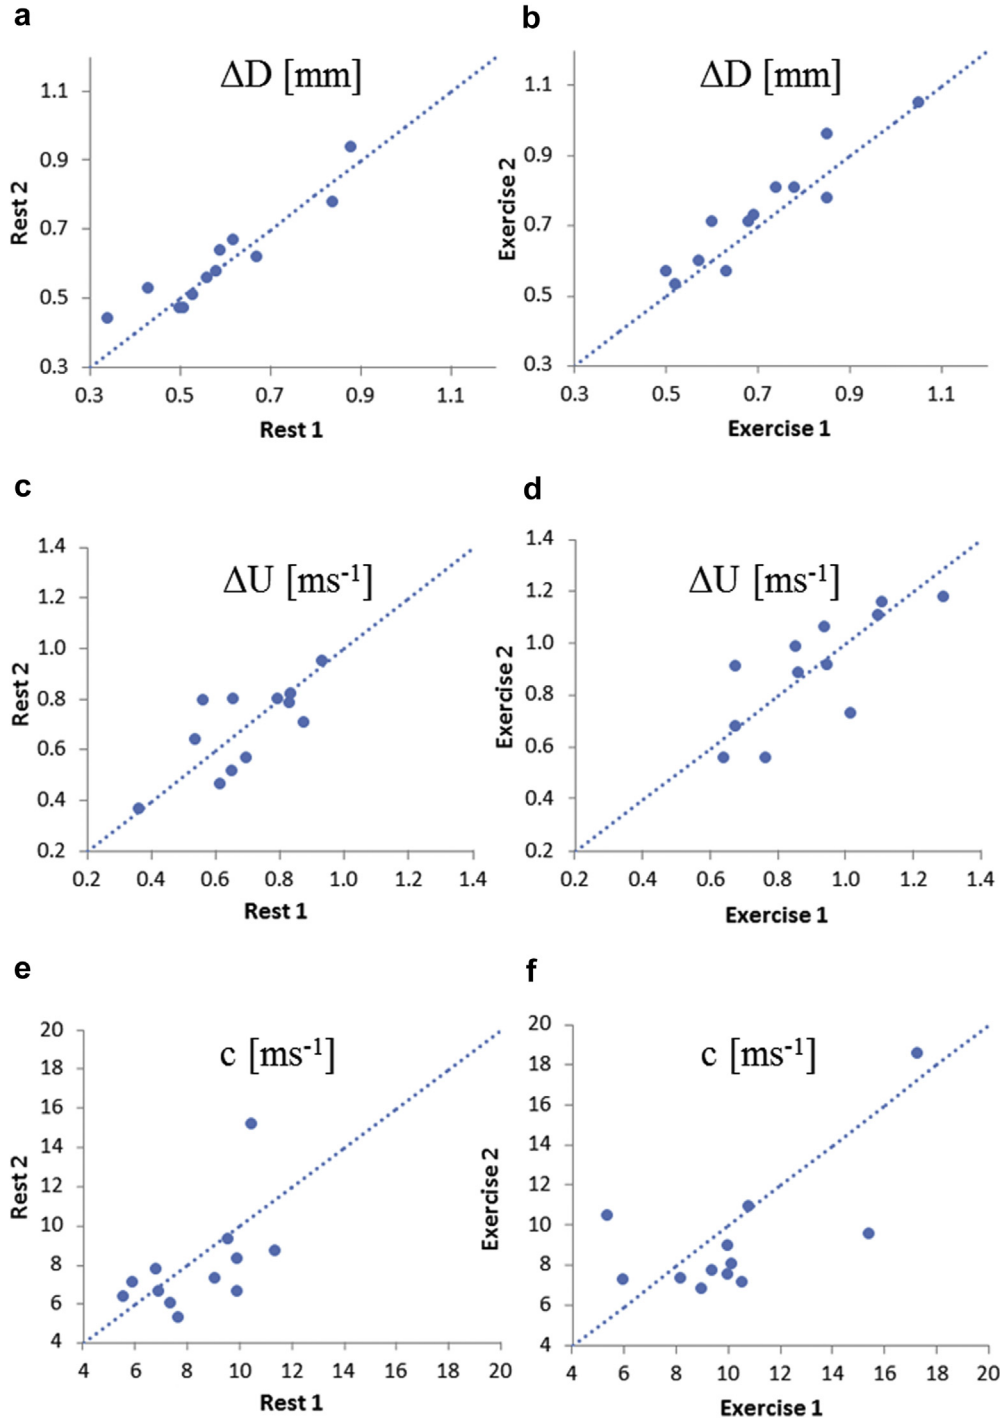 a
ΔD [mm]
Rest 2
1.1
0.9
0.7
0.5
0.3
0.3 0.5 0.7 0.9 1.1
Rest 1
b
ΔD [mm]
Exercise 2
1.1
0.9
0.7
0.5
0.3
0.3 0.5 0.7 0.9 1.1
Exercise 1
c
ΔU [ms⁻¹]
Rest 2
1.4
1.2
1.0
0.8
0.6
0.4
0.2
0.2 0.4 0.6 0.8 1.0 1.2 1.4
Rest 1
d
ΔU [ms⁻¹]
Exercise 2
1.4
1.2
1.0
0.8
0.6
0.4
0.2
0.2 0.4 0.6 0.8 1.0 1.2 1.4
Exercise 1
e
c [ms⁻¹]
Rest 2
20
18
16
14
12
10
8
6
4
4 6 8 10 12 14 16 18 20
Rest 1
f
c [ms⁻¹]
Exercise 2
20
18
16
14
12
10
8
6
4
4 6 8 10 12 14 16 18 20
Exercise 1